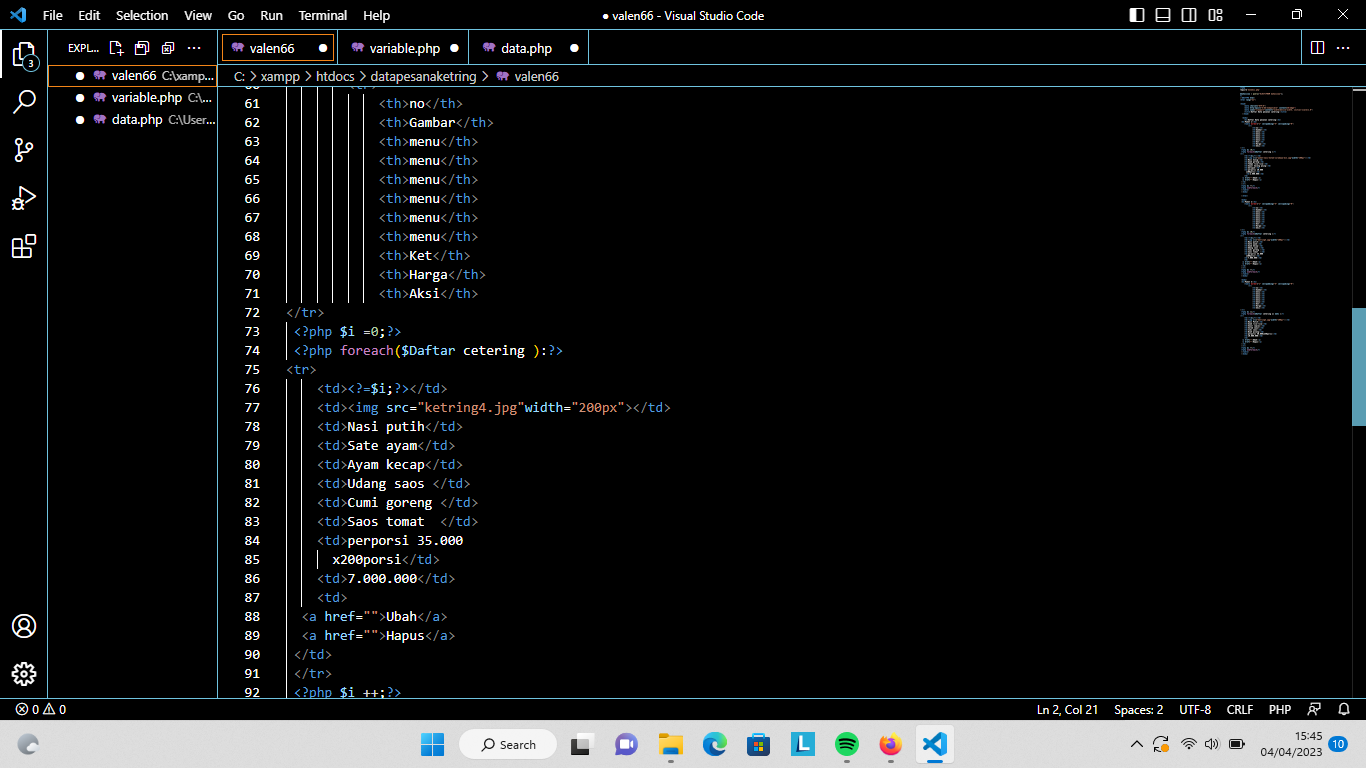 File Edit Selection View Go Run Terminal Help ● valen66 - Visual Studio Code
EXPL... valen66 variable.php data.php
3
valen66 C:\xamp...
variable.php C:\...
data.php C:\User...
C: > xampp > htdocs > datapesanaketring > valen66
61 <th>no</th>
62 <th>Gambar</th>
63 <th>menu</th>
64 <th>menu</th>
65 <th>menu</th>
66 <th>menu</th>
67 <th>menu</th>
68 <th>menu</th>
69 <th>Ket</th>
70 <th>Harga</th>
71 <th>Aksi</th>
72 </tr>
73 <?php $i =0;?>
74 <?php foreach($Daftar cetering ):?>
75 <tr>
76 <td><?=$i;?></td>
77 <td><img src="ketring4.jpg"width="200px"></td>
78 <td>Nasi putih</td>
79 <td>Sate ayam</td>
80 <td>Ayam kecap</td>
81 <td>Udang saos </td>
82 <td>Cumi goreng </td>
83 <td>Saos tomat  </td>
84 <td>perporsi 35.000
85 x200porsi</td>
86 <td>7.000.000</td>
87 <td>
88 <a href="">Ubah</a>
89 <a href="">Hapus</a>
90 </td>
91 </tr>
92 <?php $i ++;?>
0 0 Ln 2, Col 21 Spaces: 2 UTF-8 CRLF PHP
Search
L
15:45
04/04/2023 10